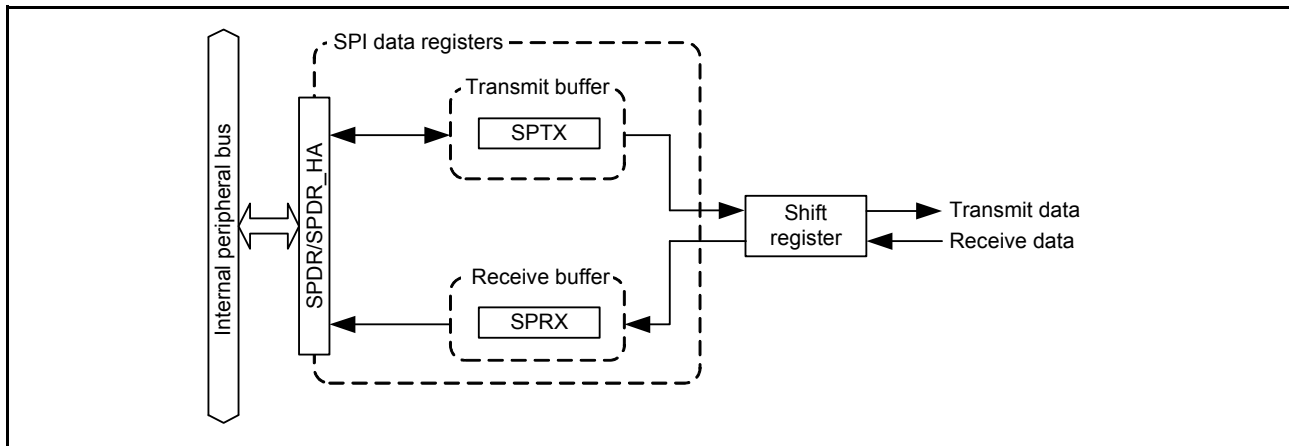 SPI data registers
Transmit buffer
SPTX
Internal peripheral bus
SPDR/SPDR_HA
Shift
register
Transmit data
Receive data
Receive buffer
SPRX